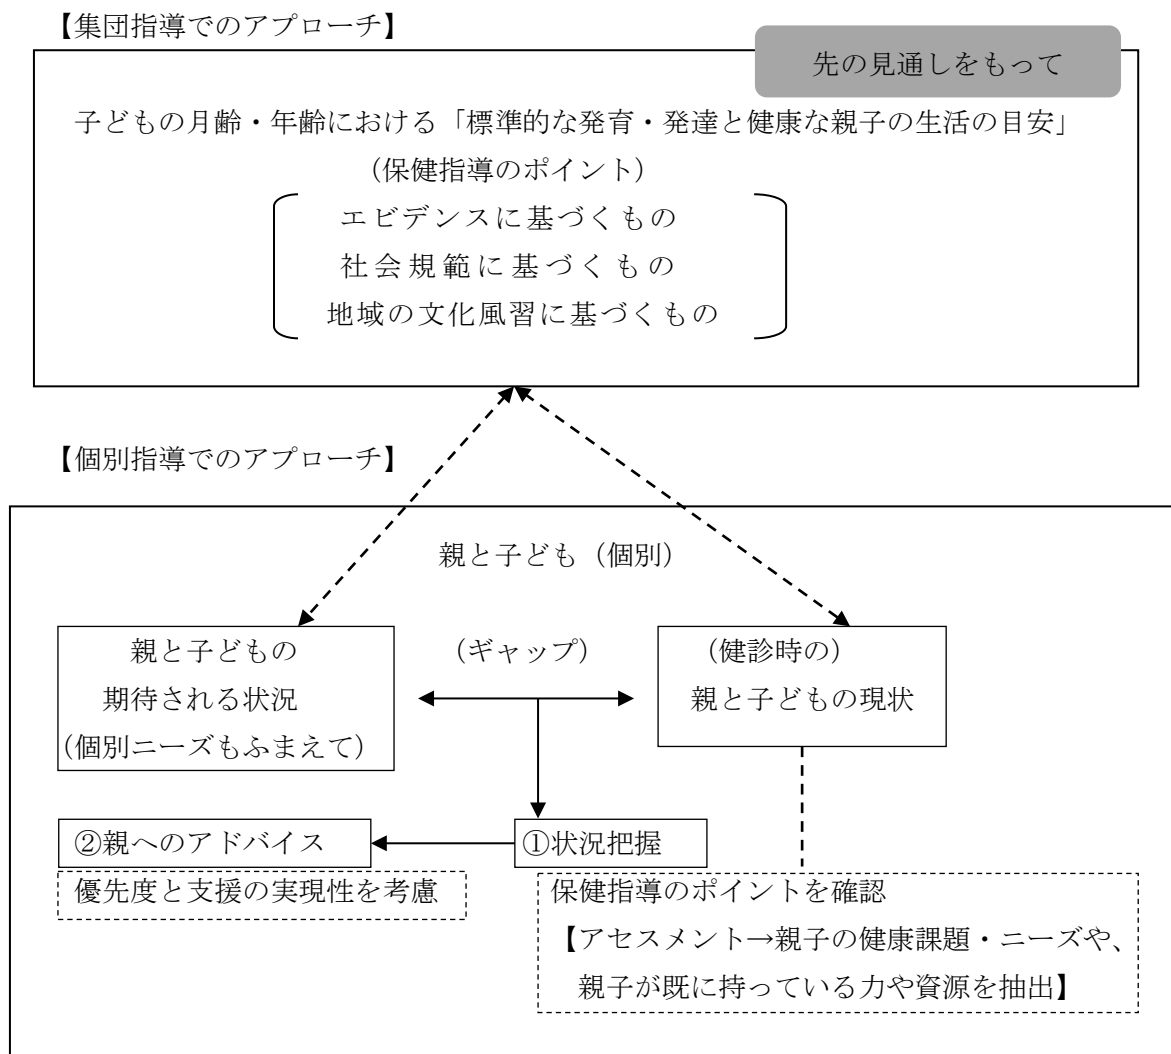 【集団指導でのアプローチ】
先の見通しをもって
子どもの月齢・年齢における「標準的な発育・発達と健康な親子の生活の目安」
（保健指導のポイント）
エビデンスに基づくもの
社会規範に基づくもの
地域の文化風習に基づくもの
【個別指導でのアプローチ】
親と子ども（個別）
親と子どもの
期待される状況
（個別ニーズもふまえて）
（ギャップ）
（健診時の）
親と子どもの現状
②親へのアドバイス
①状況把握
優先度と支援の実現性を考慮
保健指導のポイントを確認
【アセスメント→親子の健康課題・ニーズや、
親子が既に持っている力や資源を抽出】